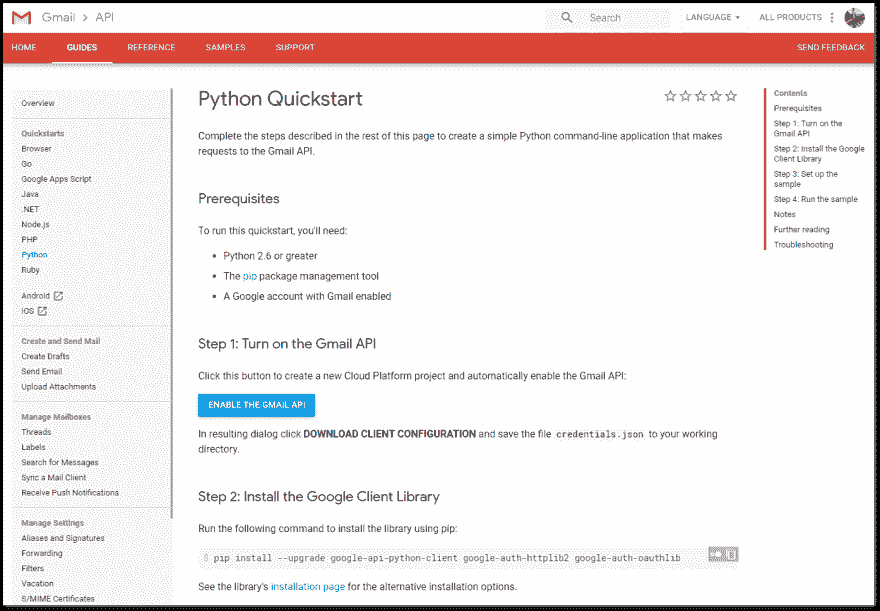 Gmail > API
Search
LANGUAGE
ALL PRODUCTS
HOME
GUIDES
REFERENCE
SAMPLES
SUPPORT
SEND FEEDBACK
Overview
Quickstarts
Browser
Go
Google Apps Script
Java
.NET
Node.js
PHP
Python
Ruby
Android
iOS
Create and Send Mail
Create Drafts
Send Email
Upload Attachments
Manage Mailboxes
Threads
Labels
Search for Messages
Sync a Mail Client
Receive Push Notifications
Manage Settings
Aliases and Signatures
Forwarding
Filters
Vacation
S/MIME Certificates
Python Quickstart
Complete the steps described in the rest of this page to create a simple Python command-line application that makes
requests to the Gmail API.
Prerequisites
To run this quickstart, you'll need:
• Python 2.6 or greater
• The pip package management tool
• A Google account with Gmail enabled
Step 1: Turn on the Gmail API
Click this button to create a new Cloud Platform project and automatically enable the Gmail API:
ENABLE THE GMAIL API
In resulting dialog click DOWNLOAD CLIENT CONFIGURATION and save the file credentials.json to your working
directory.
Step 2: Install the Google Client Library
Run the following command to install the library using pip:
$ pip install --upgrade google-api-python-client google-auth-httplib2 google-auth-oauthlib
See the library's installation page for the alternative installation options.
Contents
Prerequisites
Step 1: Turn on the
Gmail API
Step 2: Install the Google
Client Library
Step 3: Set up the
sample
Step 4: Run the sample
Notes
Further reading
Troubleshooting